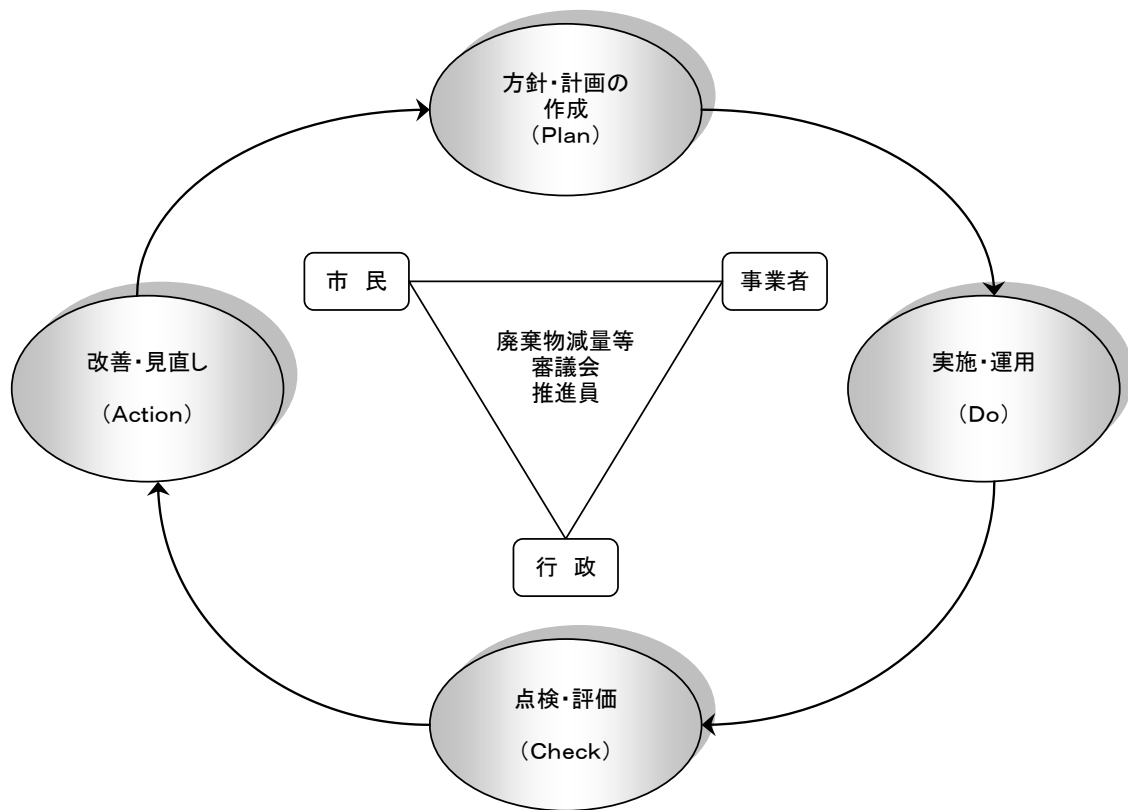 方針・計画の
作成
（Plan）
市　民
事業者
廃棄物減量等
審議会
推進員
改善・見直し
（Action）
実施・運用
（Do）
行　政
点検・評価
（Check）